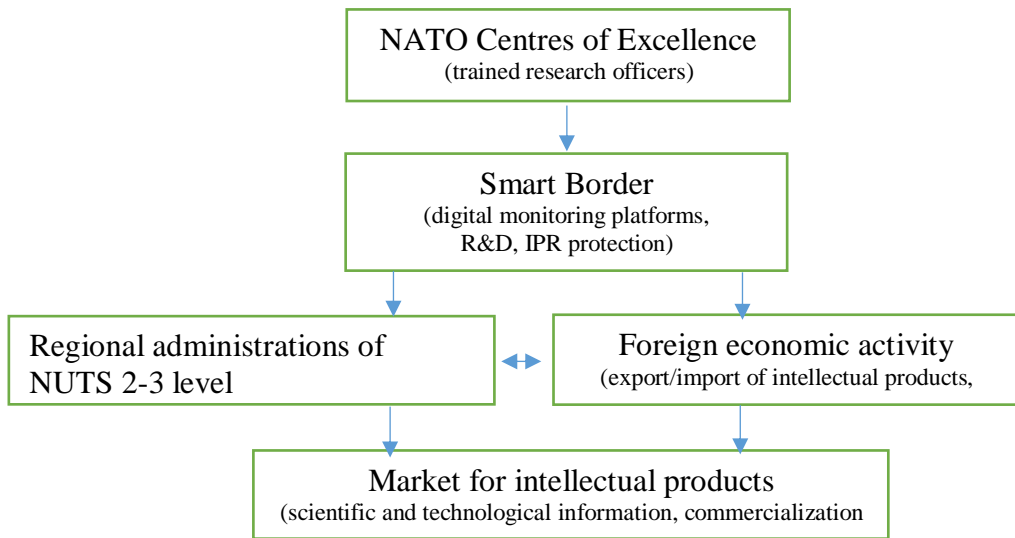 NATO Centres of Excellence
(trained research officers)
Smart Border
(digital monitoring platforms,
R&D, IPR protection)
Regional administrations of
NUTS 2-3 level
Foreign economic activity
(export/import of intellectual products,
Market for intellectual products
(scientific and technological information, commercialization